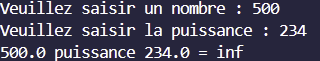 Veuillez saisir un nombre : 500
Veuillez saisir la puissance : 234
500.0 puissance 234.0 = inf